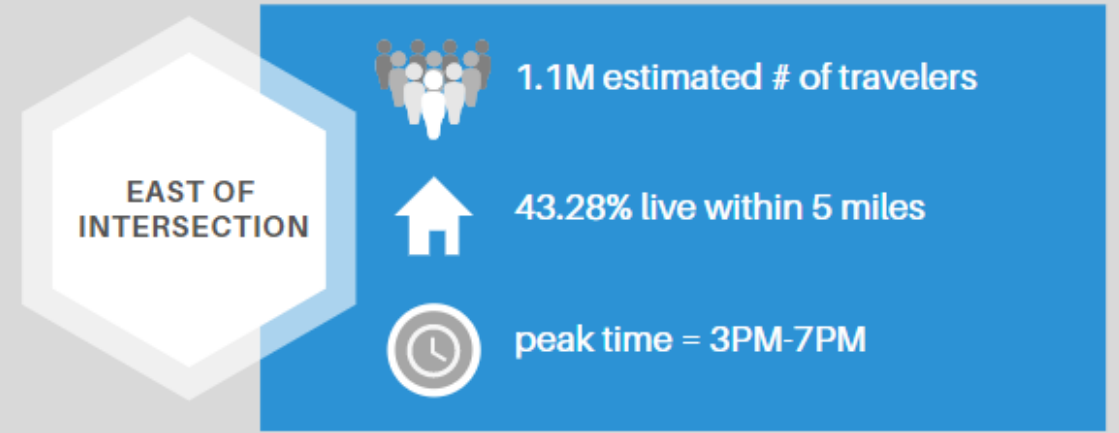 EAST OF
INTERSECTION
1.1M estimated # of travelers
43.28% live within 5 miles
peak time = 3PM-7PM